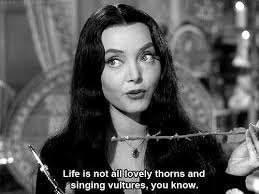 Life is not all lovely thorns and
singing vultures, you know.